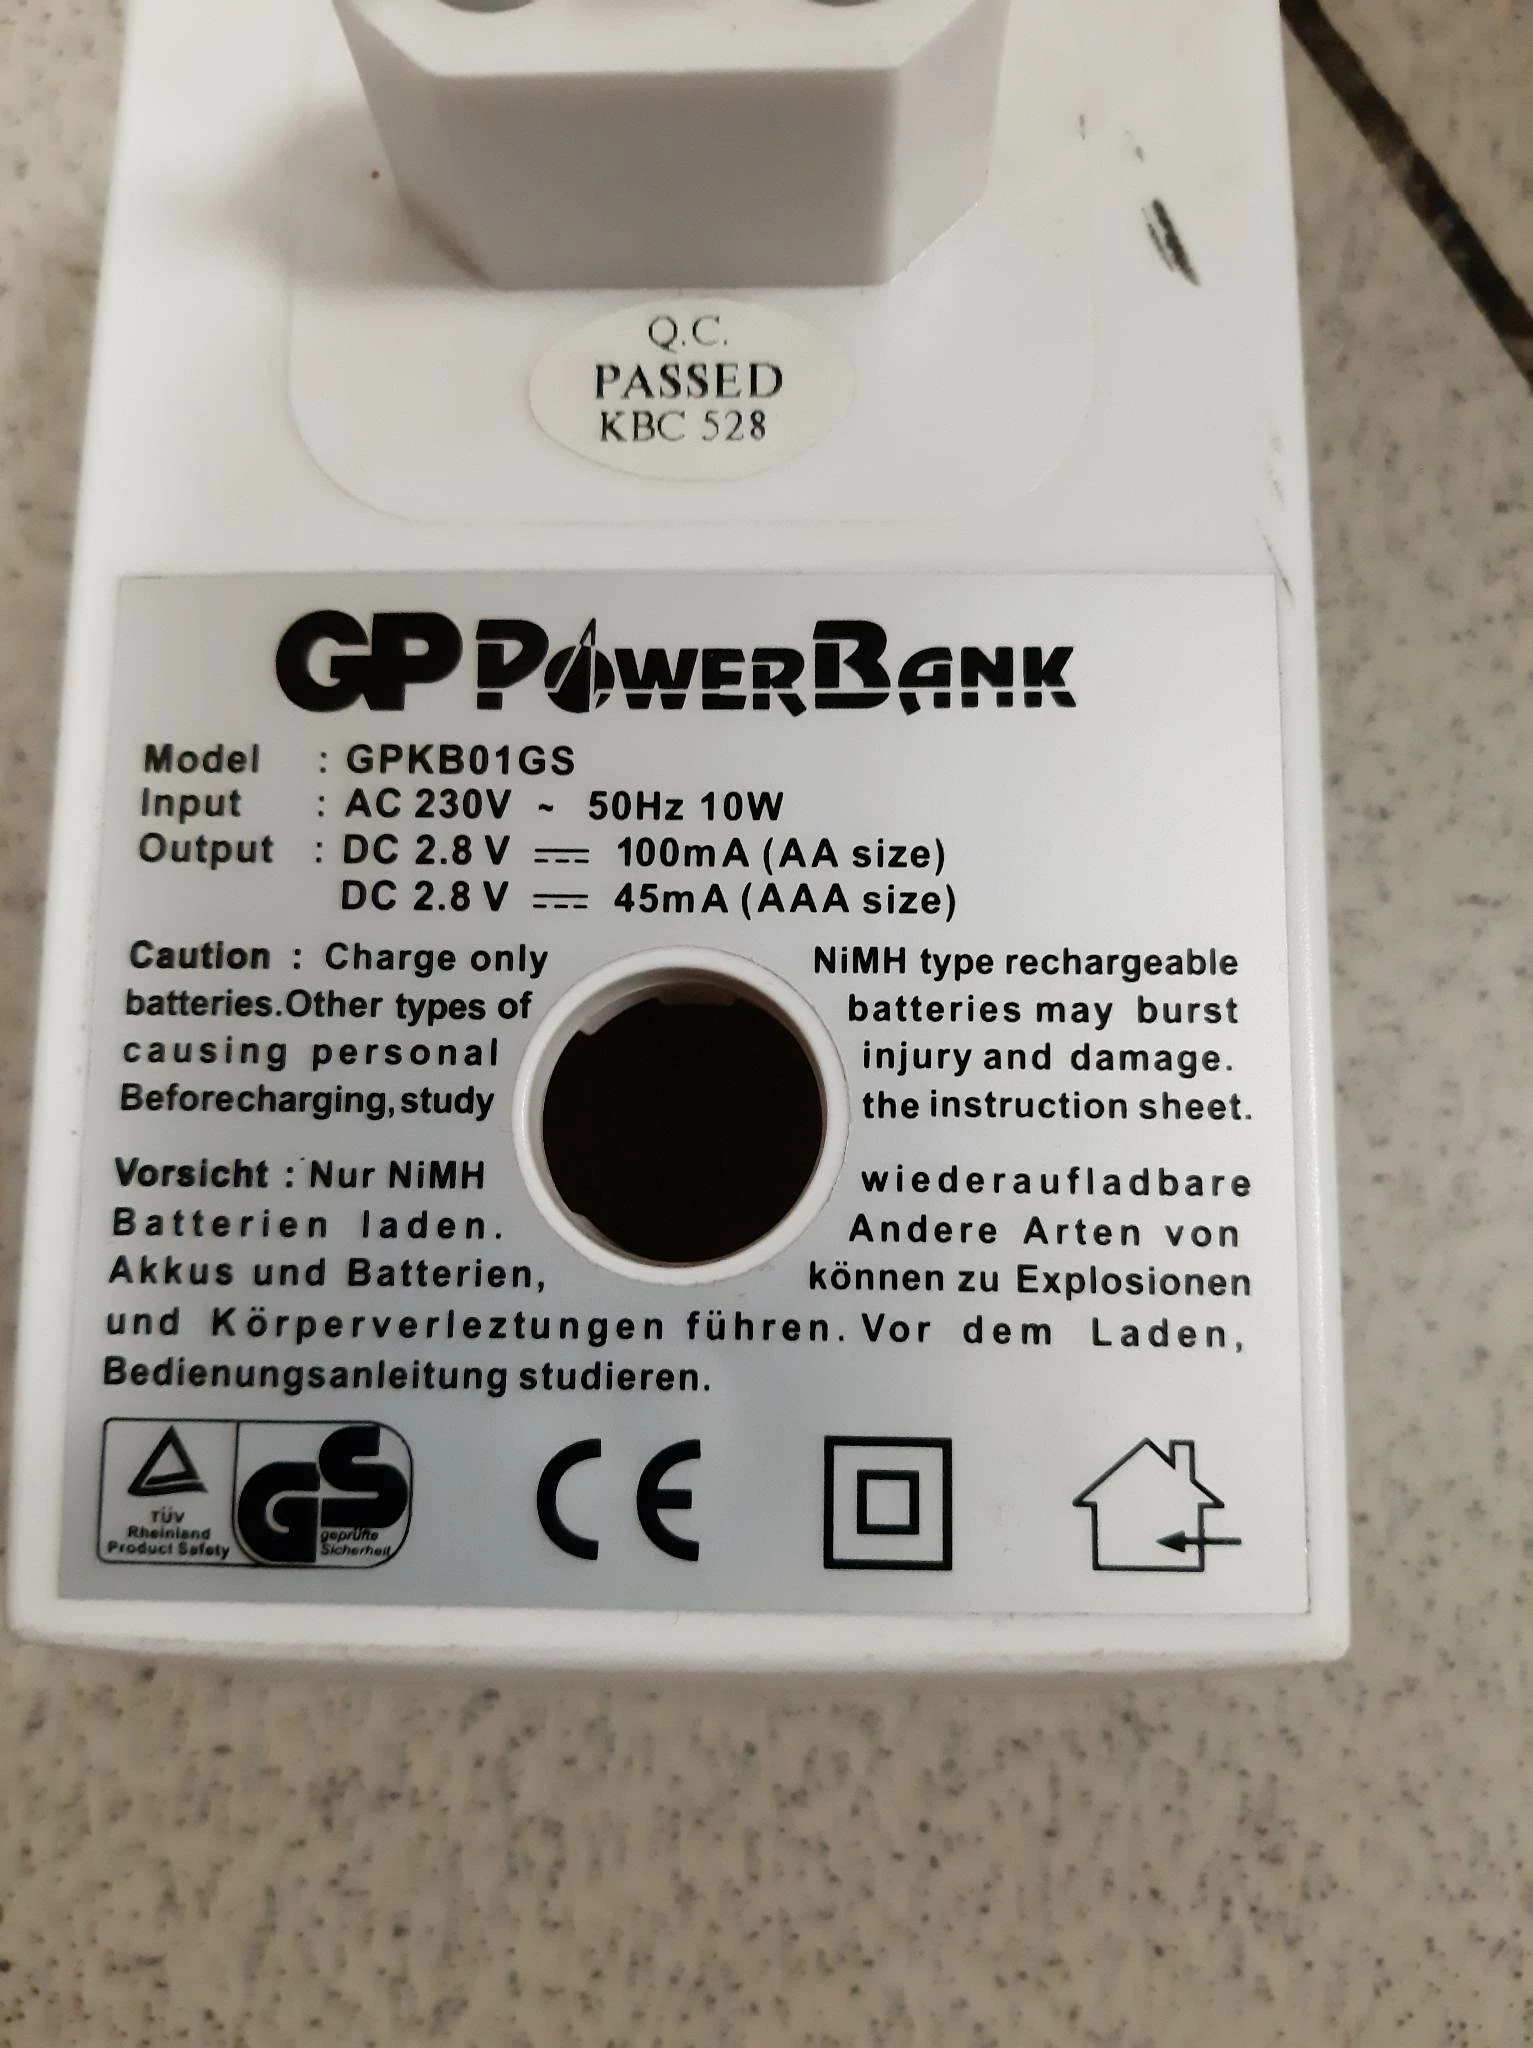 Q.C.
PASSED
KBC 528
GP POWERBANK
Model : GPKB01GS
Input : AC 230V ~ 50Hz 10W
Output : DC 2.8 V ⎓ 100mA (AA size)
DC 2.8 V ⎓ 45mA (AAA size)
Caution : Charge only NiMH type rechargeable
batteries.Other types of batteries may burst
causing personal injury and damage.
Beforecharging, study the instruction sheet.
Vorsicht : Nur NiMH wiederaufladbare
Batterien laden. Andere Arten von
Akkus und Batterien, können zu Explosionen
und Körperverleztungen führen. Vor dem Laden,
Bedienungsanleitung studieren.
TÜV
Rheinland
Product Safety
GS
geprüfte
Sicherheit
CE